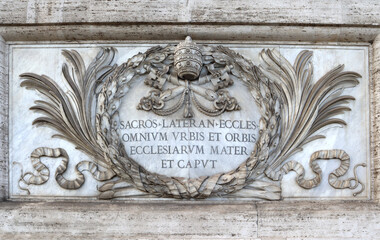 SACROS · LATERAN · ECCLES
OMNIVM VRBIS ET ORBIS
ECCLESIARVM MATER
ET CAPVT